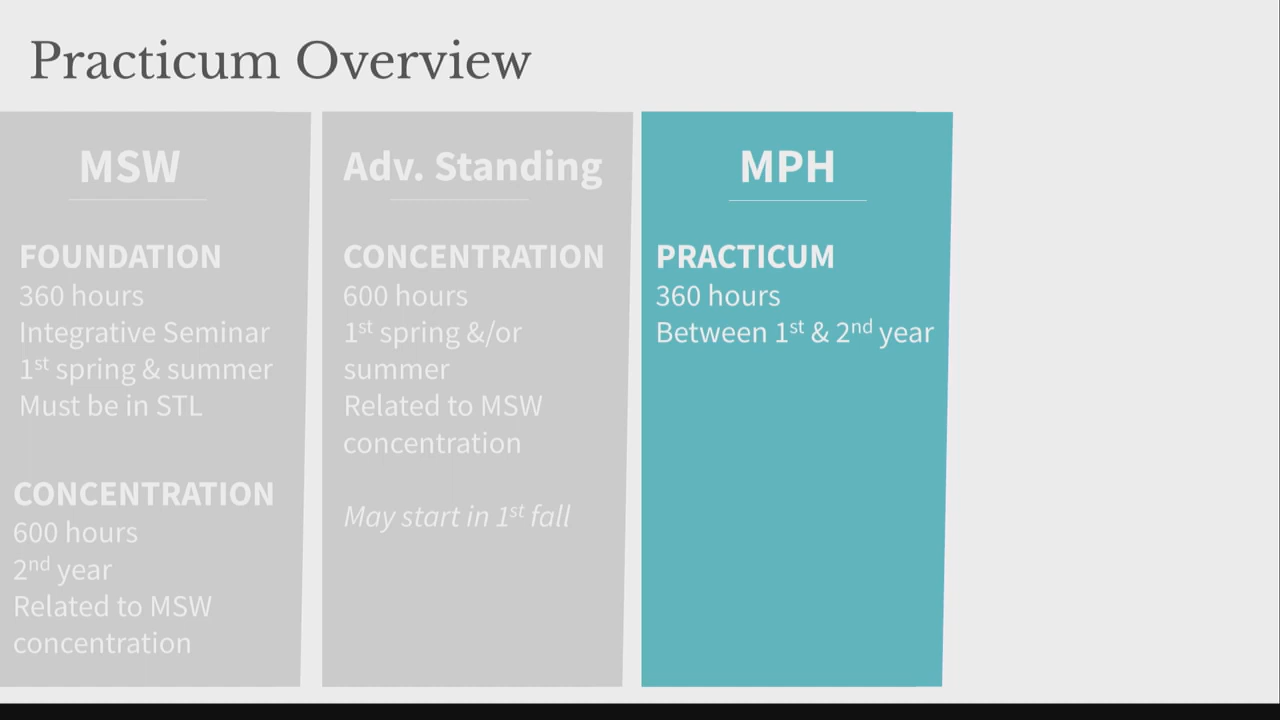 Practicum Overview
MSW
FOUNDATION
360 hours
Integrative Seminar
1st spring & summer
Must be in STL
CONCENTRATION
600 hours
2nd year
Related to MSW
concentration
Adv. Standing
CONCENTRATION
600 hours
1st spring &/or
summer
Related to MSW
concentration
May start in 1st fall
MPH
PRACTICUM
360 hours
Between 1st & 2nd year